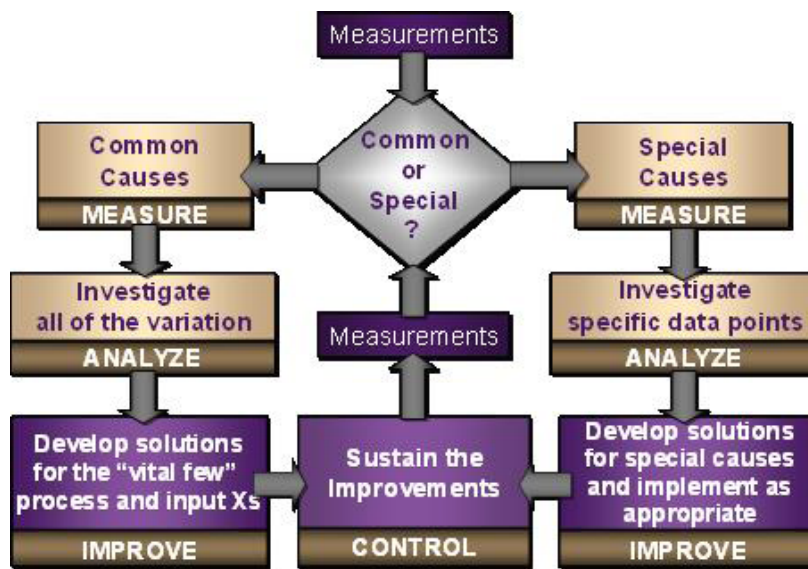 Measurements
Common
or
Special
?
Common
Causes
MEASURE
Special
Causes
MEASURE
Investigate
all of the variation
ANALYZE
Measurements
Investigate
specific data points
ANALYZE
Develop solutions
for the “vital few”
process and input Xs
IMPROVE
Sustain the
Improvements
CONTROL
Develop solutions
for special causes
and implement as
appropriate
IMPROVE